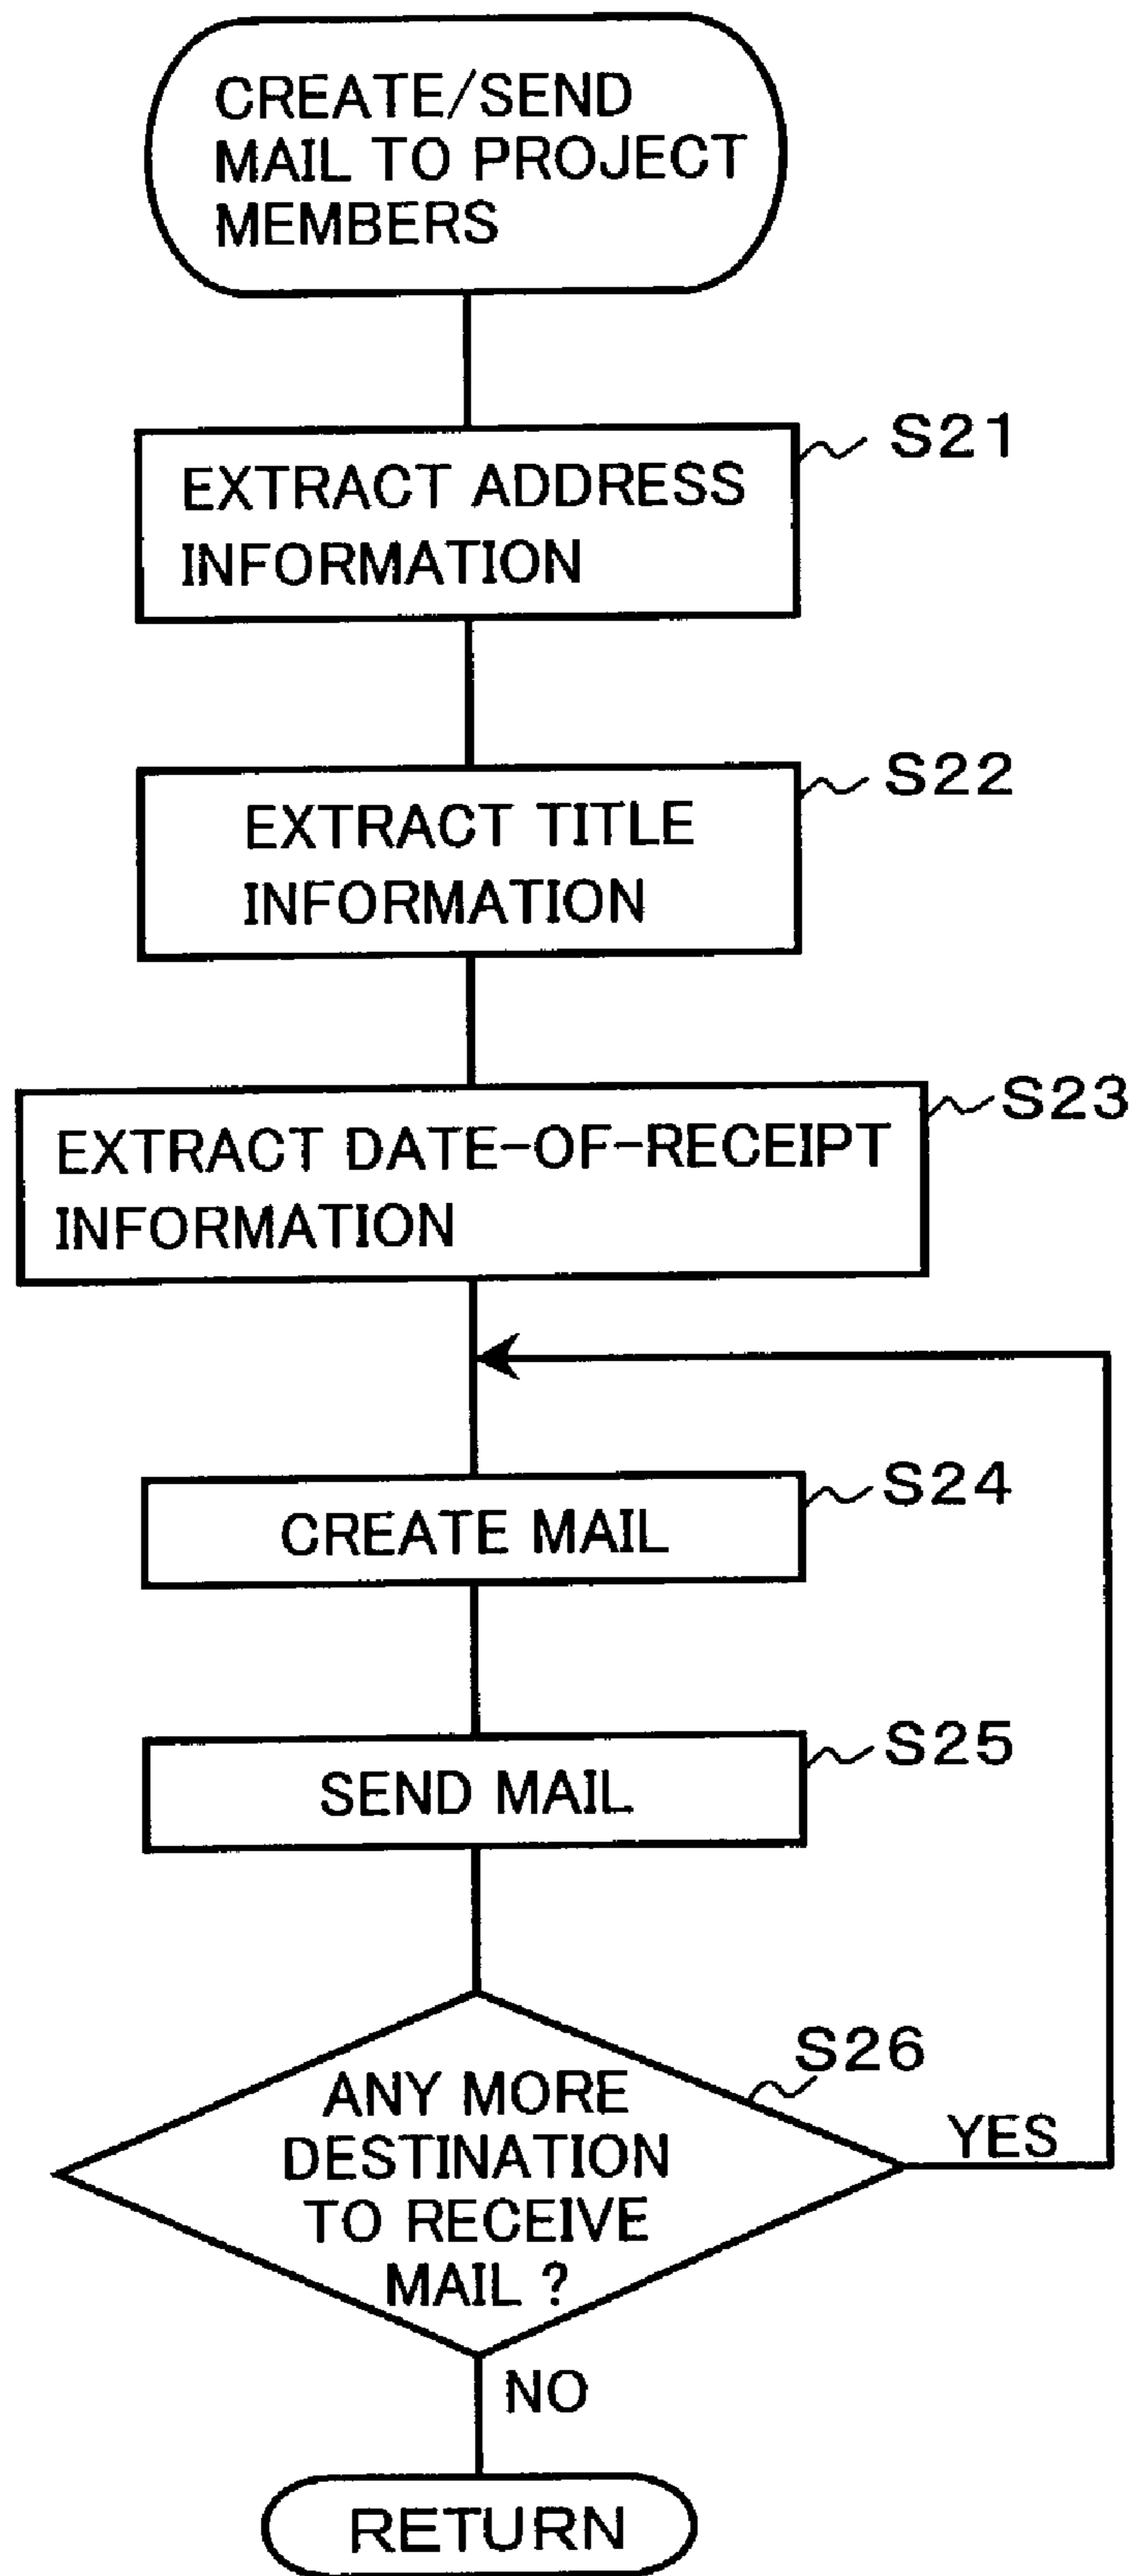 CREATE/SEND
MAIL TO PROJECT
MEMBERS
S21
EXTRACT ADDRESS
INFORMATION
S22
EXTRACT TITLE
INFORMATION
S23
EXTRACT DATE-OF-RECEIPT
INFORMATION
S24
CREATE MAIL
S25
SEND MAIL
S26
ANY MORE
DESTINATION
TO RECEIVE
MAIL ?
YES
NO
RETURN